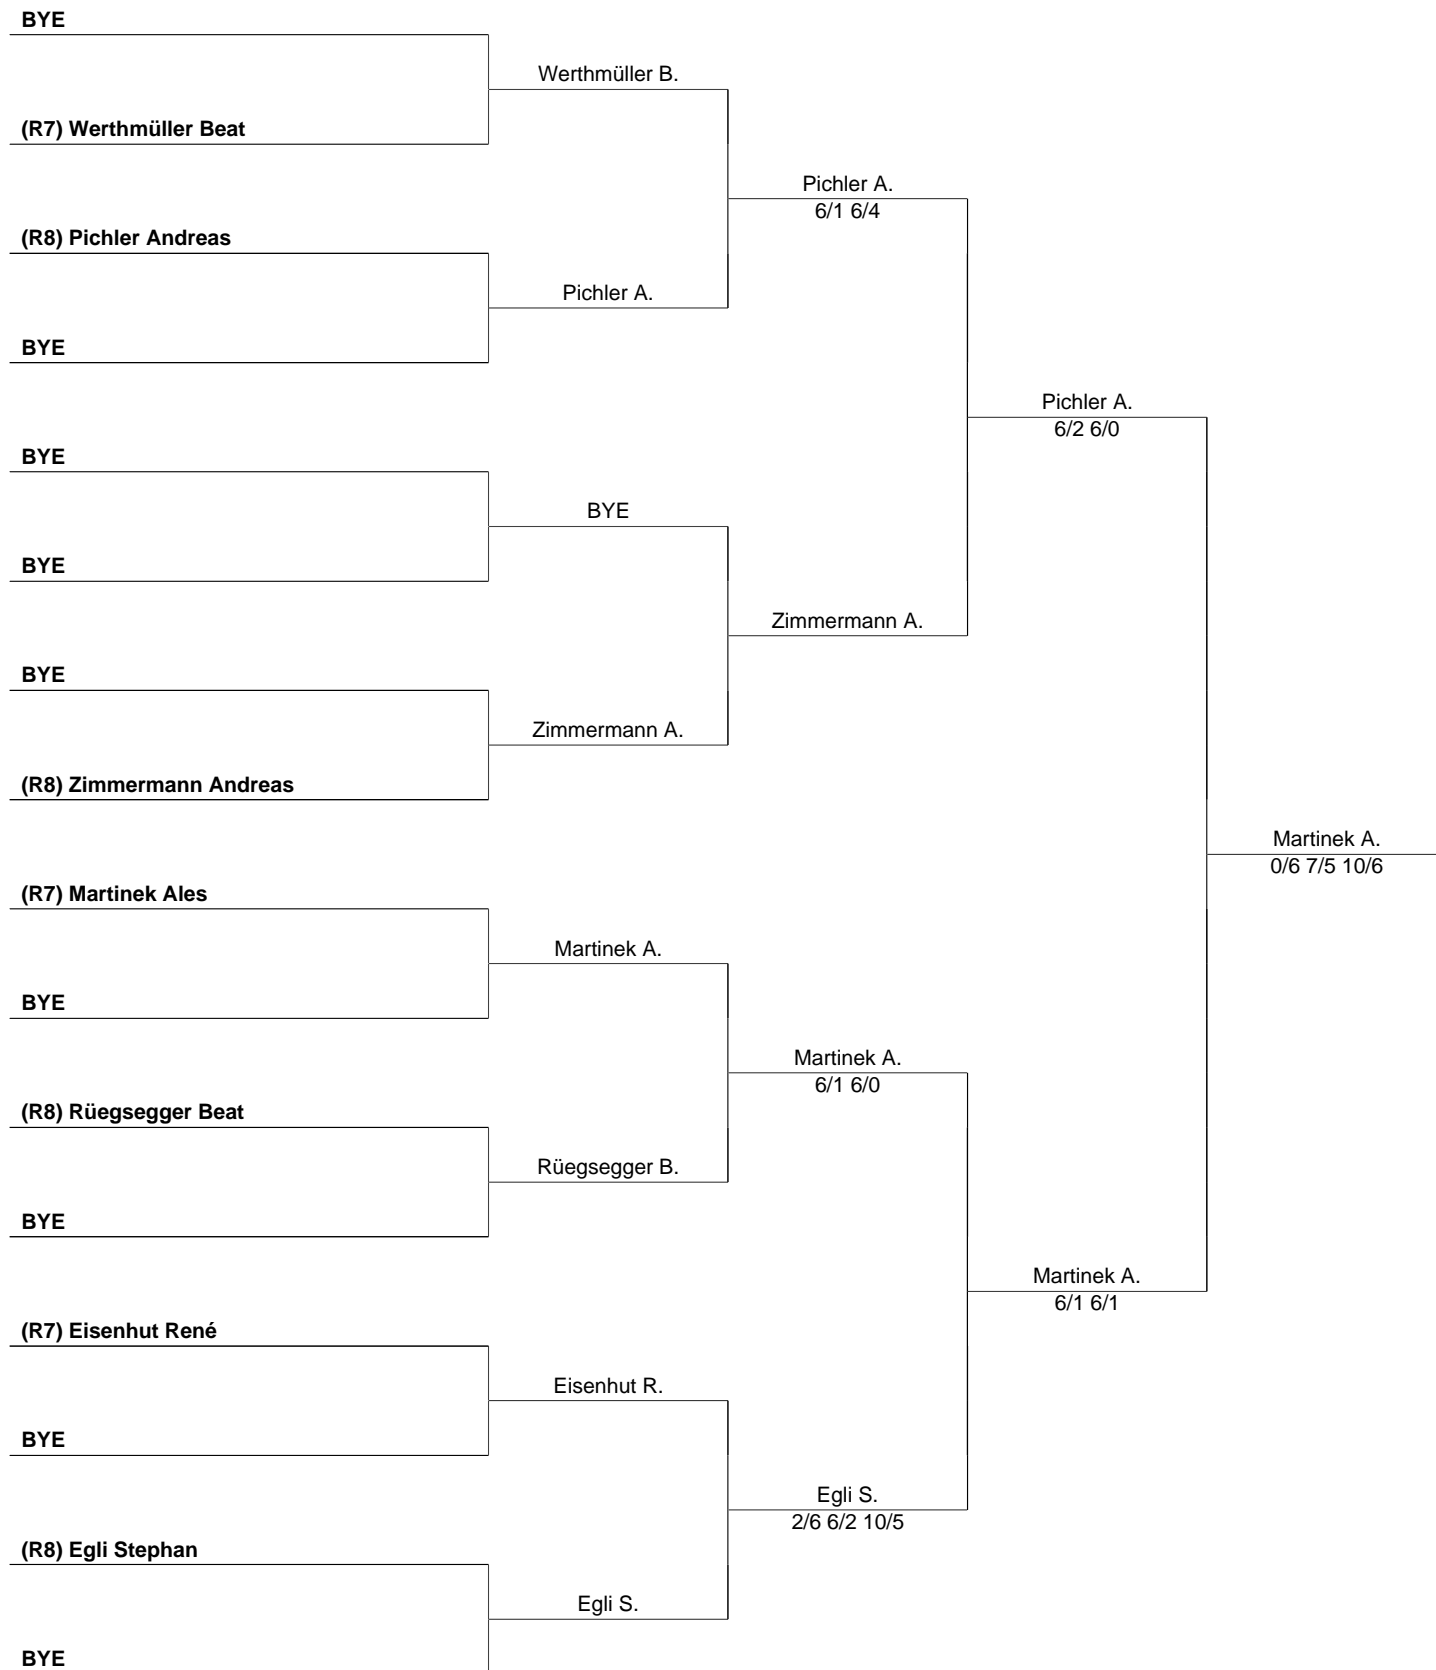 BYE
Werthmüller B.
(R7) Werthmüller Beat
Pichler A.
6/1 6/4
(R8) Pichler Andreas
Pichler A.
BYE
Pichler A.
6/2 6/0
BYE
BYE
BYE
Zimmermann A.
BYE
Zimmermann A.
(R8) Zimmermann Andreas
Martinek A.
0/6 7/5 10/6
(R7) Martinek Ales
Martinek A.
BYE
Martinek A.
6/1 6/0
(R8) Rüegsegger Beat
Rüegsegger B.
BYE
Martinek A.
6/1 6/1
(R7) Eisenhut René
Eisenhut R.
BYE
Egli S.
2/6 6/2 10/5
(R8) Egli Stephan
Egli S.
BYE